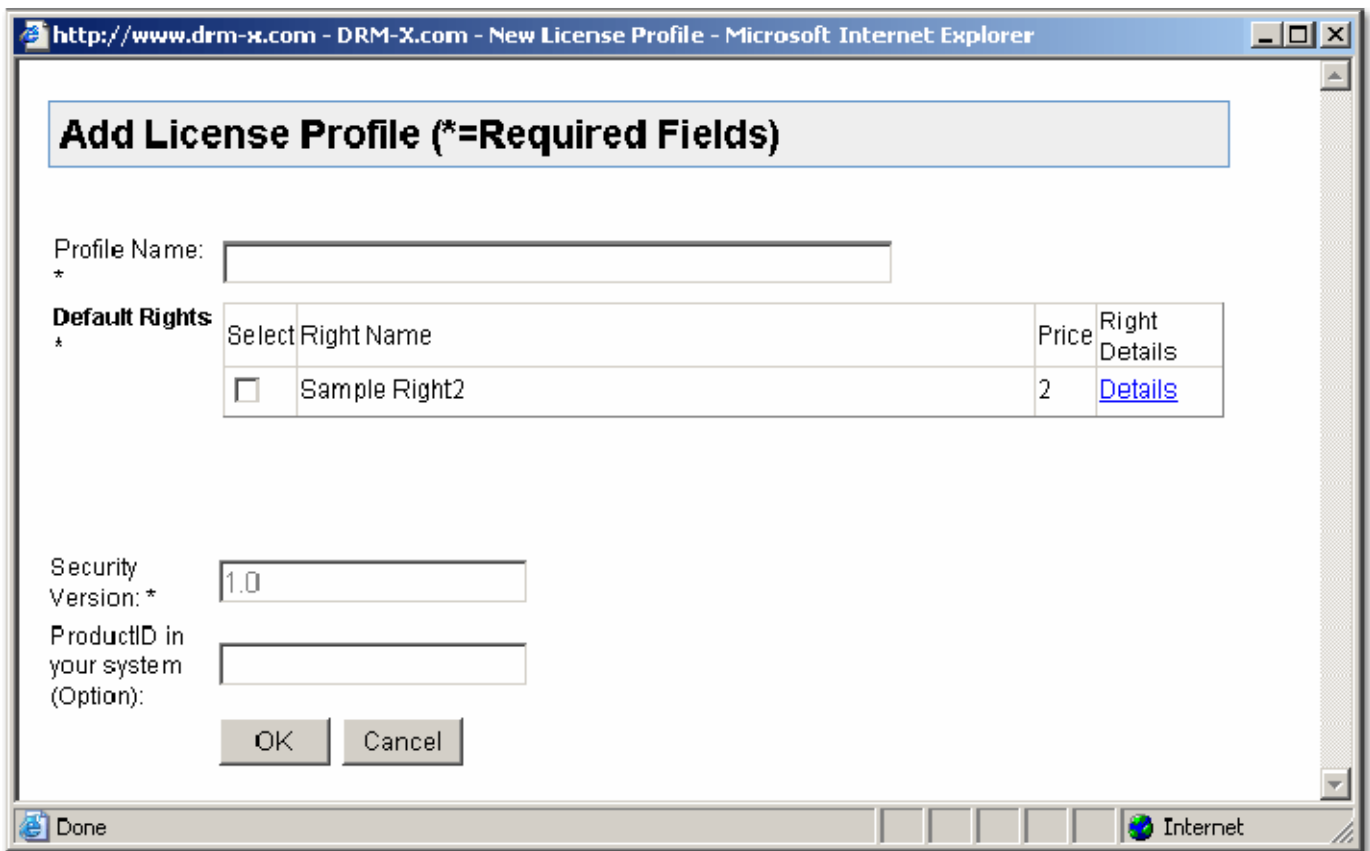 http://www.drm-x.com - DRM-X.com - New License Profile - Microsoft Internet Explorer
Add License Profile (*=Required Fields)
Profile Name:
*
Default Rights
*
Select Right Name Price Right Details
Sample Right2 2 Details
Security
Version: *
1.0
ProductID in
your system
(Option):
OK Cancel
Done Internet